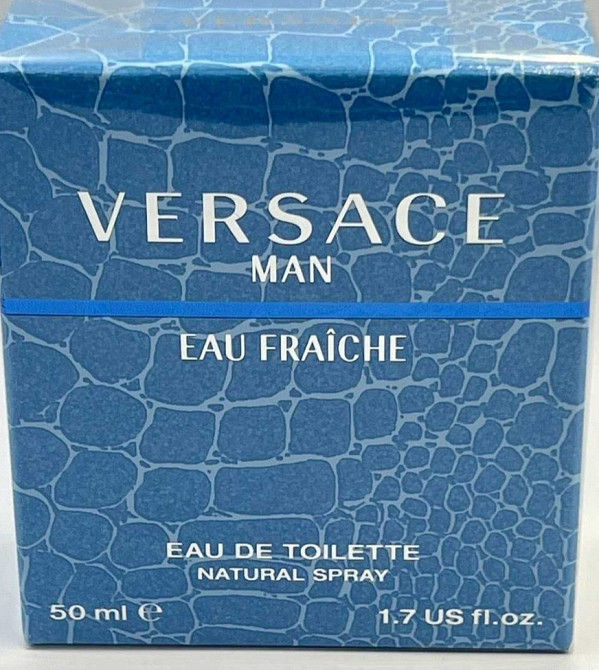 VERSACE
MAN
EAU FRAÎCHE
EAU DE TOILETTE
NATURAL SPRAY
50 ml ℮ 1.7 US fl.oz.